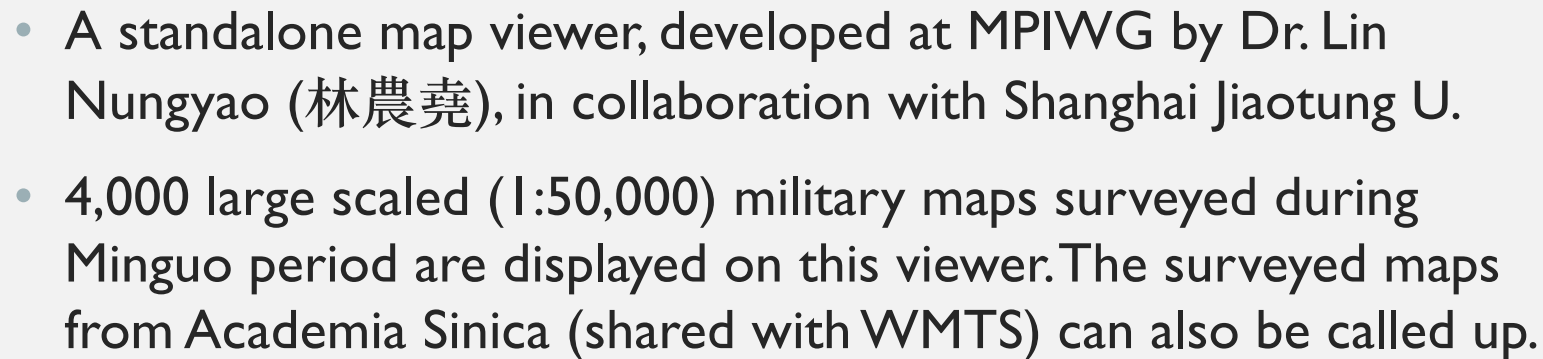 • A standalone map viewer, developed at MPIWG by Dr. Lin
Nungyao (林農堯), in collaboration with Shanghai Jiaotung U.
• 4,000 large scaled (1:50,000) military maps surveyed during
Minguo period are displayed on this viewer. The surveyed maps
from Academia Sinica (shared with WMTS) can also be called up.